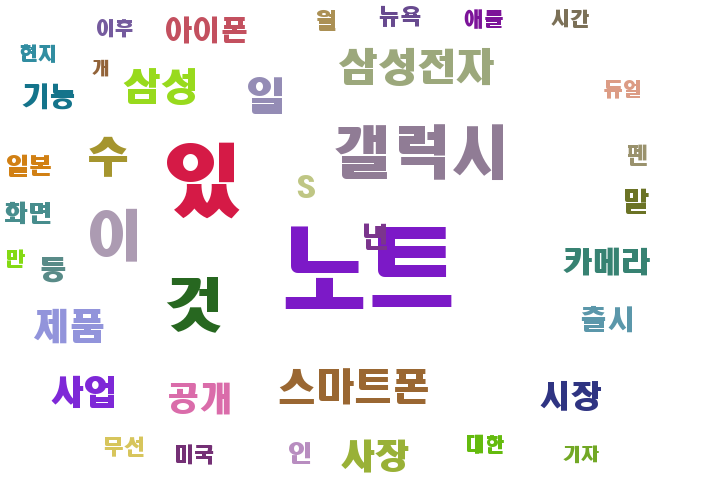 월
뉴욕
애플
시간
이후
아이폰
현지
개
삼성
삼성전자
기능
일
듀얼
수
갤럭시
일본
있
펜
S
말
화면
이
년
노트
만
등
것
카메라
제품
출시
사업
공개
스마트폰
시장
무선
미국
인
사장
대한
기자